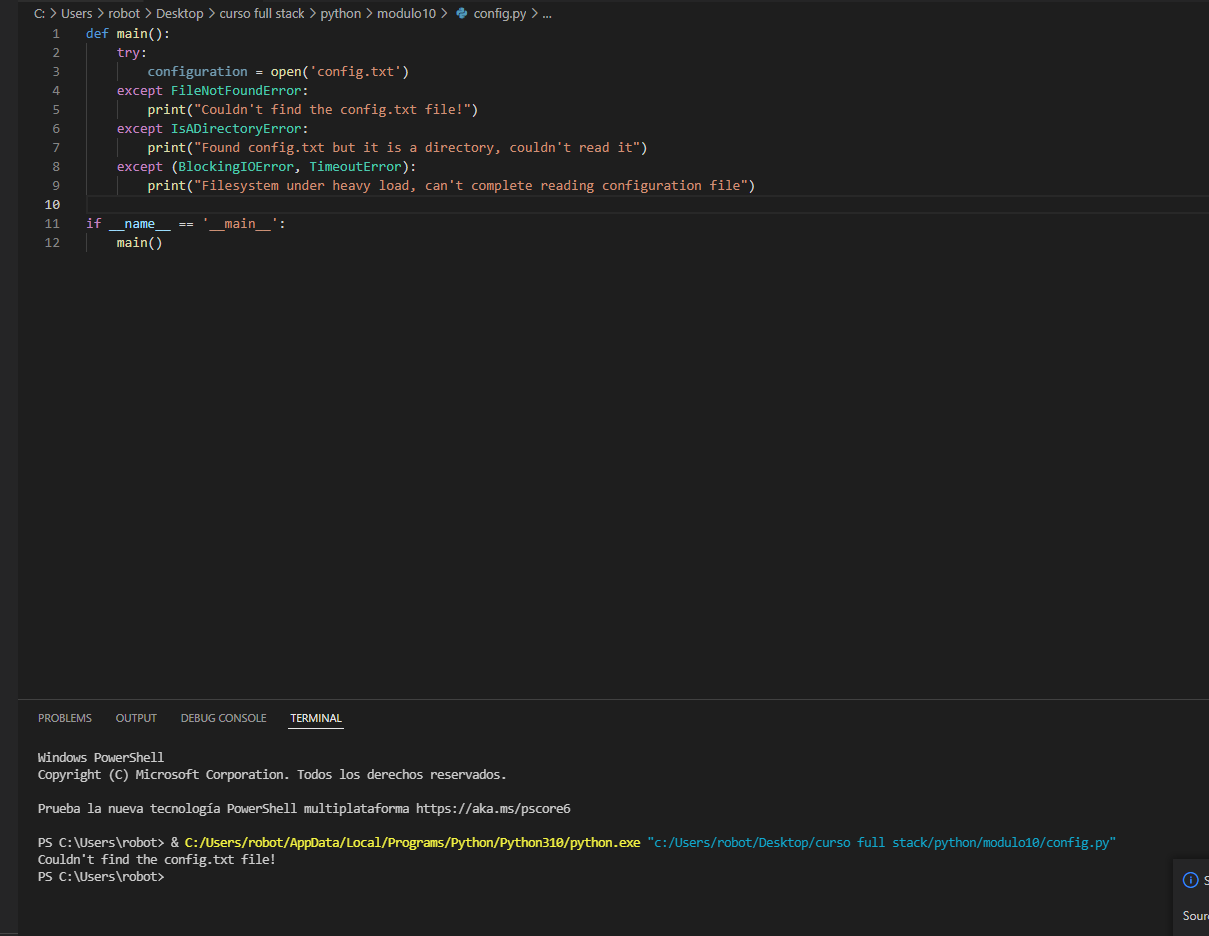 C: > Users > robot > Desktop > curso full stack > python > modulo10 > config.py > ...
1 def main():
2 try:
3 configuration = open('config.txt')
4 except FileNotFoundError:
5 print("Couldn't find the config.txt file!")
6 except IsADirectoryError:
7 print("Found config.txt but it is a directory, couldn't read it")
8 except (BlockingIOError, TimeoutError):
9 print("Filesystem under heavy load, can't complete reading configuration file")
10
11 if __name__ == '__main__':
12 main()
PROBLEMS OUTPUT DEBUG CONSOLE TERMINAL
Windows PowerShell
Copyright (C) Microsoft Corporation. Todos los derechos reservados.
Prueba la nueva tecnología PowerShell multiplataforma https://aka.ms/pscore6
PS C:\Users\robot> & C:/Users/robot/AppData/Local/Programs/Python/Python310/python.exe "c:/Users/robot/Desktop/curso full stack/python/modulo10/config.py"
Couldn't find the config.txt file!
PS C:\Users\robot>